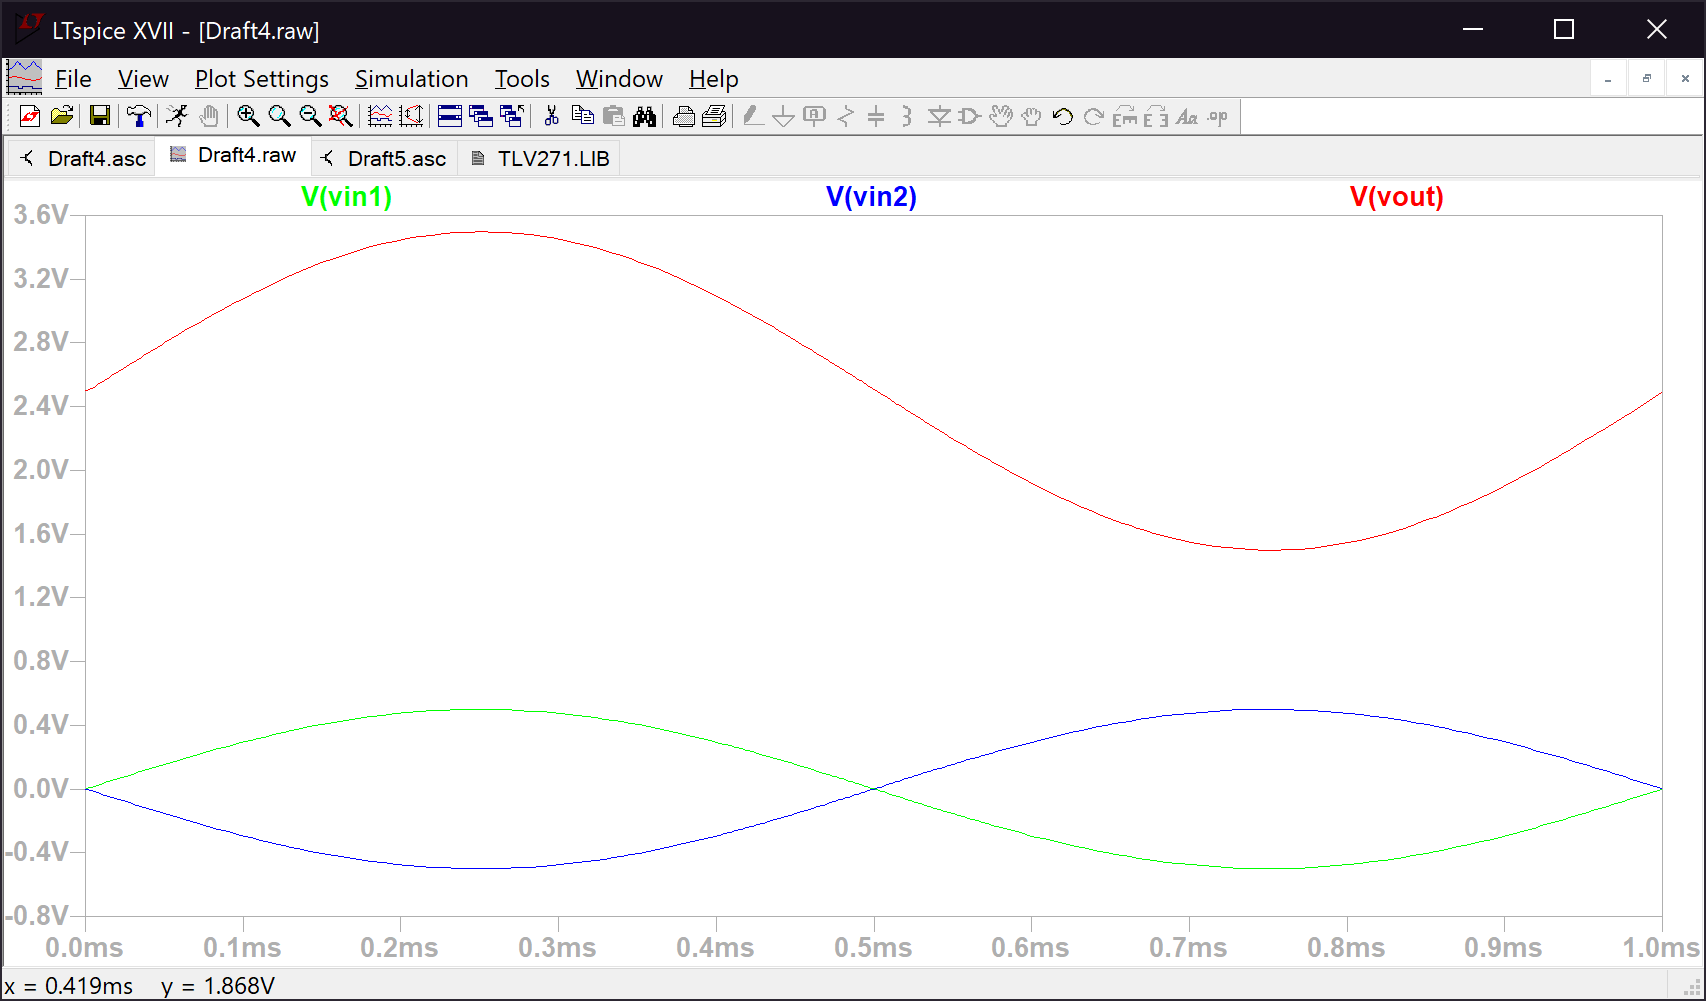 LTspice XVII - [Draft4.raw]
File View Plot Settings Simulation Tools Window Help
Draft4.asc Draft4.raw Draft5.asc TLV271.LIB
V(vin1) V(vin2) V(vout)
3.6V
3.2V
2.8V
2.4V
2.0V
1.6V
1.2V
0.8V
0.4V
0.0V
-0.4V
-0.8V
0.0ms 0.1ms 0.2ms 0.3ms 0.4ms 0.5ms 0.6ms 0.7ms 0.8ms 0.9ms 1.0ms
x = 0.419ms y = 1.868V